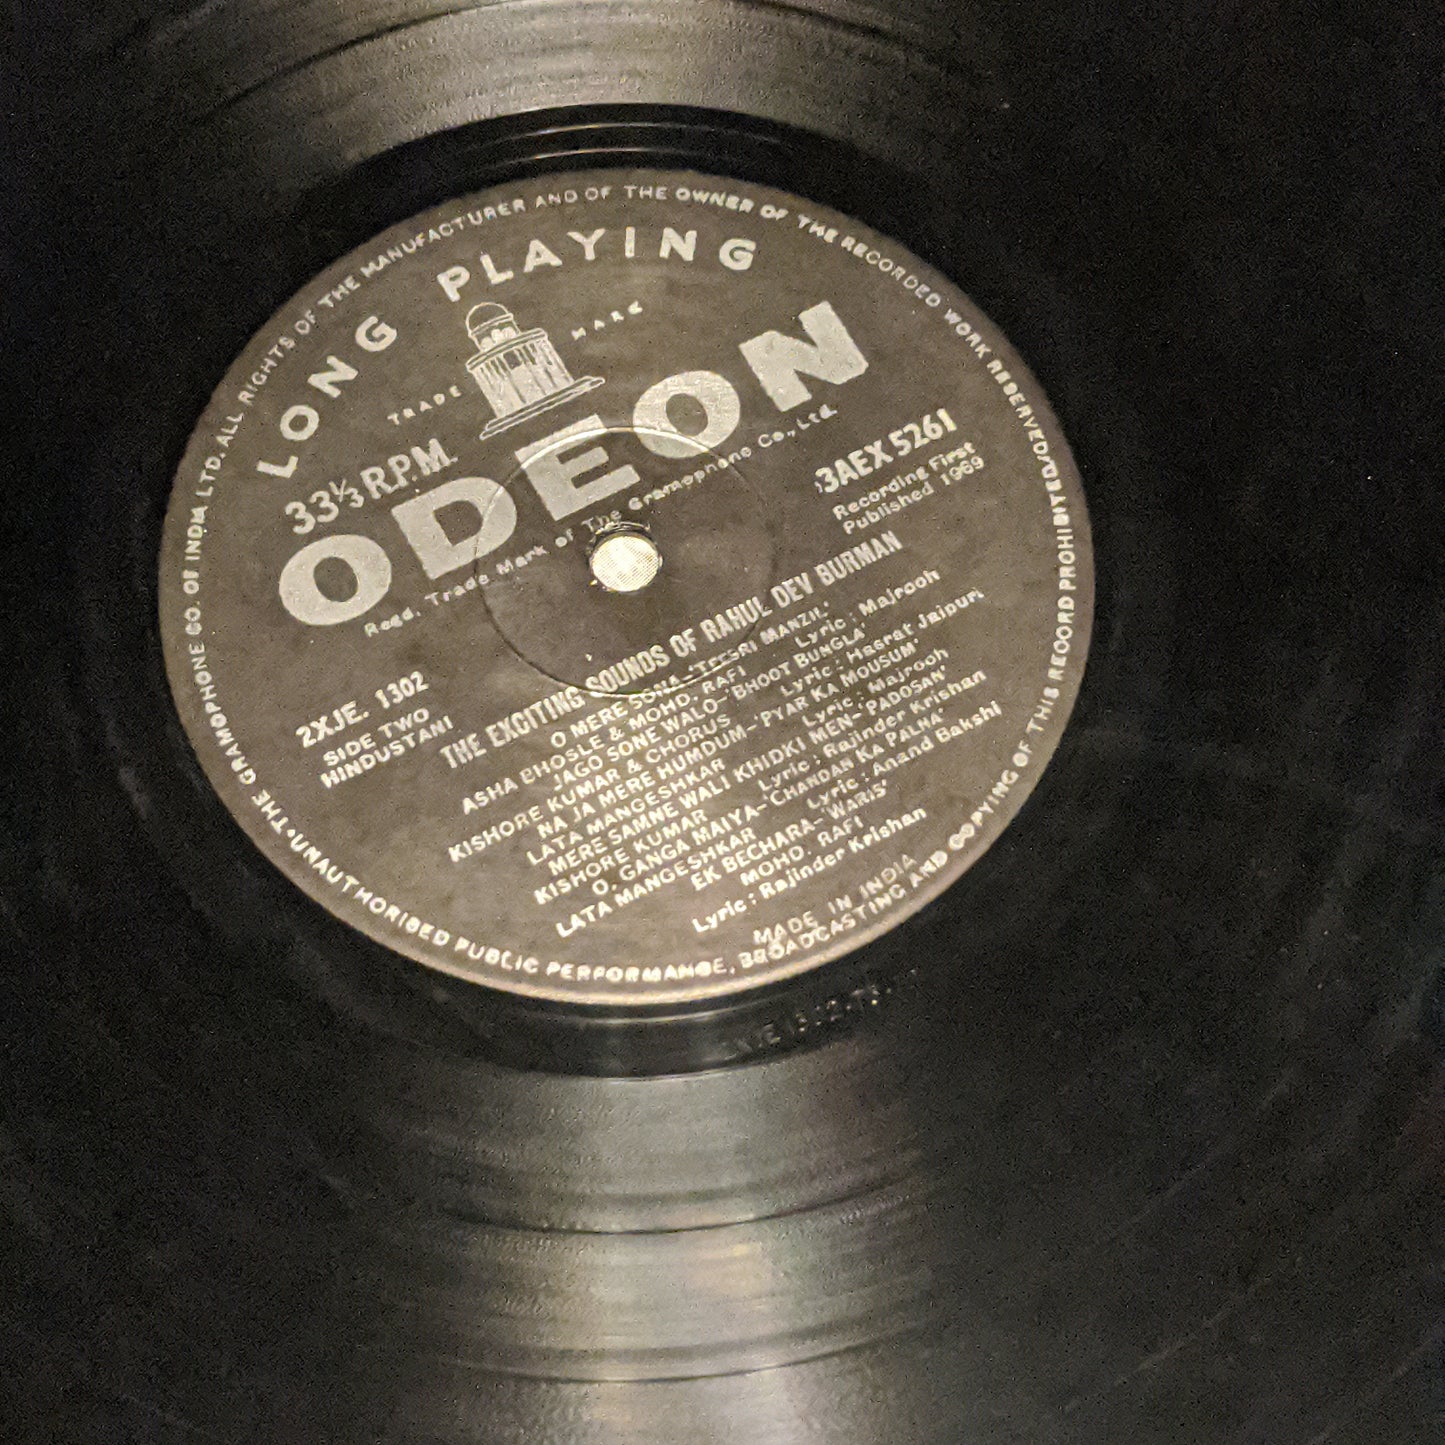 THE GRAMOPHONE CO. OF INDIA LTD. ALL RIGHTS OF THE MANUFACTURER AND OF THE OWNER OF THE RECORDED WORK RESERVED/
UNAUTHORISED PUBLIC PERFORMANCE, BROADCASTING AND COPYING OF THIS RECORD PROHIBITED
LONG PLAYING
TRADE MARK
33⅓ R.P.M.
ODEON
Regd. Trade Mark of The Gramophone Co., Ltd.
3AEX 5261
Recording First
Published 1969
2XJE. 1302
SIDE TWO
HINDUSTANI
THE EXCITING SOUNDS OF RAHUL DEV BURMAN
O MERE SONA-'TEESRI MANZIL'
ASHA BHOSLE & MOHD. RAFI Lyric : Majrooh
JAGO SONE WALO-'BHOOT BUNGLA'
KISHORE KUMAR & CHORUS Lyric : Hasrat Jaipuri
NA JA MERE HUMDUM-'PYAR KA MOUSUM'
LATA MANGESHKAR Lyric : Majrooh
MERE SAMNE WALI KHIDKI MEN-'PADOSAN'
KISHORE KUMAR Lyric : Rajinder Krishan
O. GANGA MAIYA-'CHANDAN KA PALNA'
LATA MANGESHKAR Lyric : Anand Bakshi
EK BECHARA-'WARIS'
MOHD. RAFI
Lyric : Rajinder Krishan
MADE IN INDIA